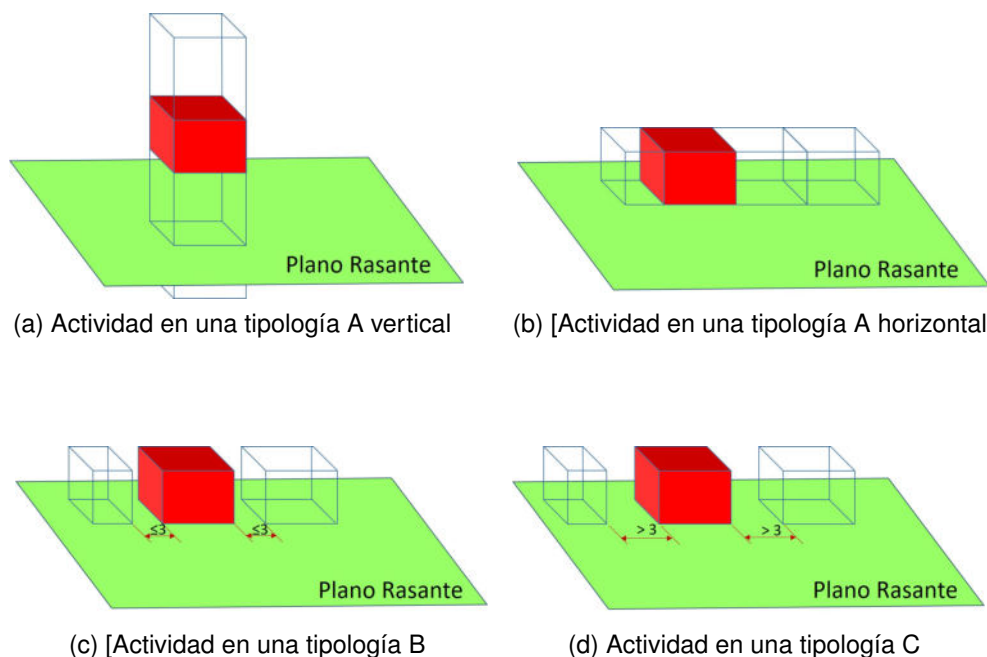 Plano Rasante
Plano Rasante
(a) Actividad en una tipología A vertical
(b) [Actividad en una tipología A horizontal
≤3
≤3
Plano Rasante
> 3
> 3
Plano Rasante
(c) [Actividad en una tipología B
(d) Actividad en una tipología C